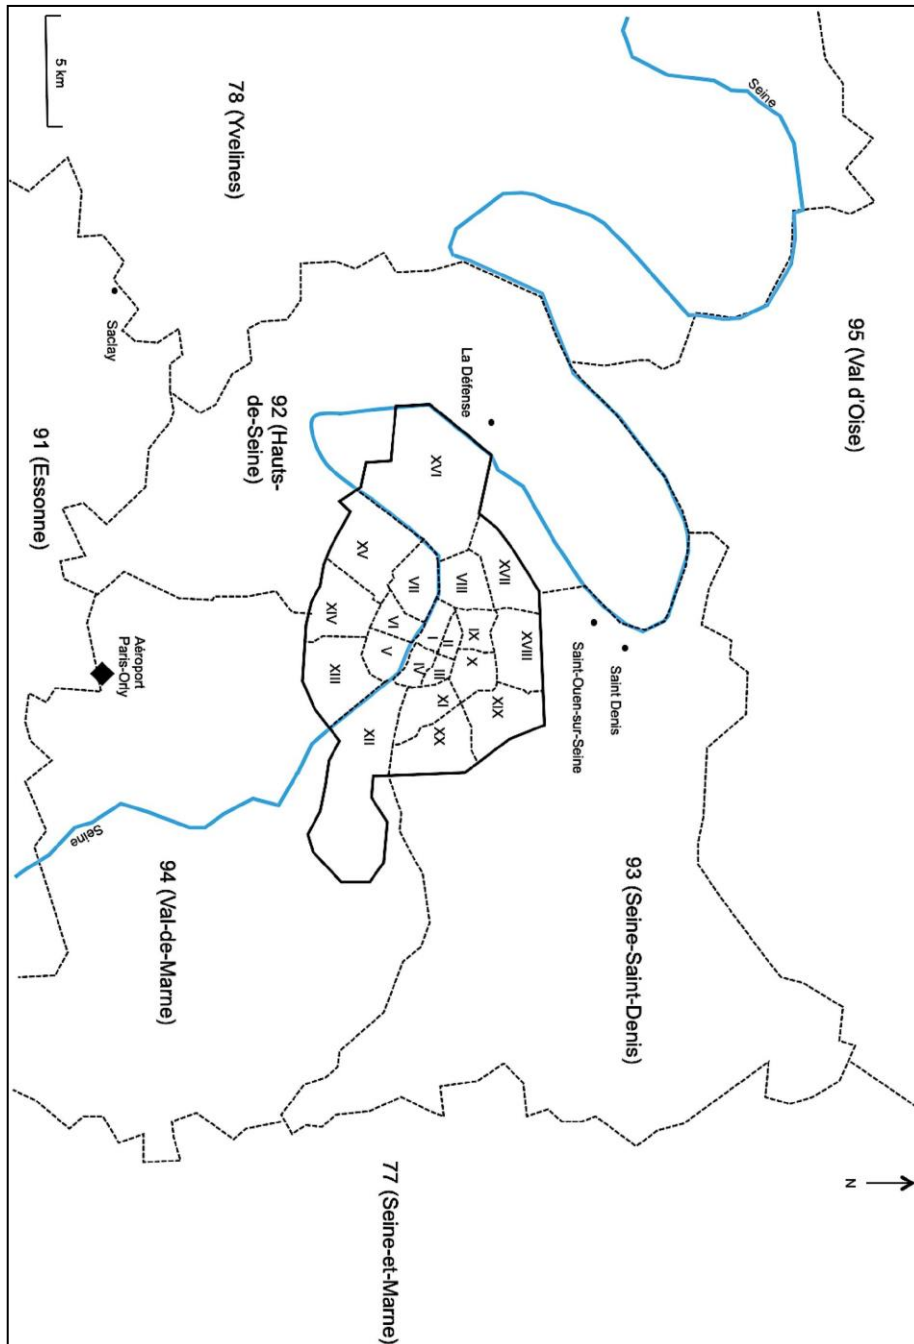 95 (Val d'Oise)
Seine
78 (Yvelines)
5 km
Saclay
La Défense
92 (Hauts-
de-Seine)
91 (Essonne)
Saint Denis
Saint-Ouen-sur-Seine
XVII
XVIII
XIX
XVI
VIII
IX
X
II
I
III
VII
IV
XI
XX
VI
V
XV
XIV
XIII
XII
Aéroport
Paris-Orly
Seine
93 (Seine-Saint-Denis)
94 (Val-de-Marne)
77 (Seine-et-Marne)
N